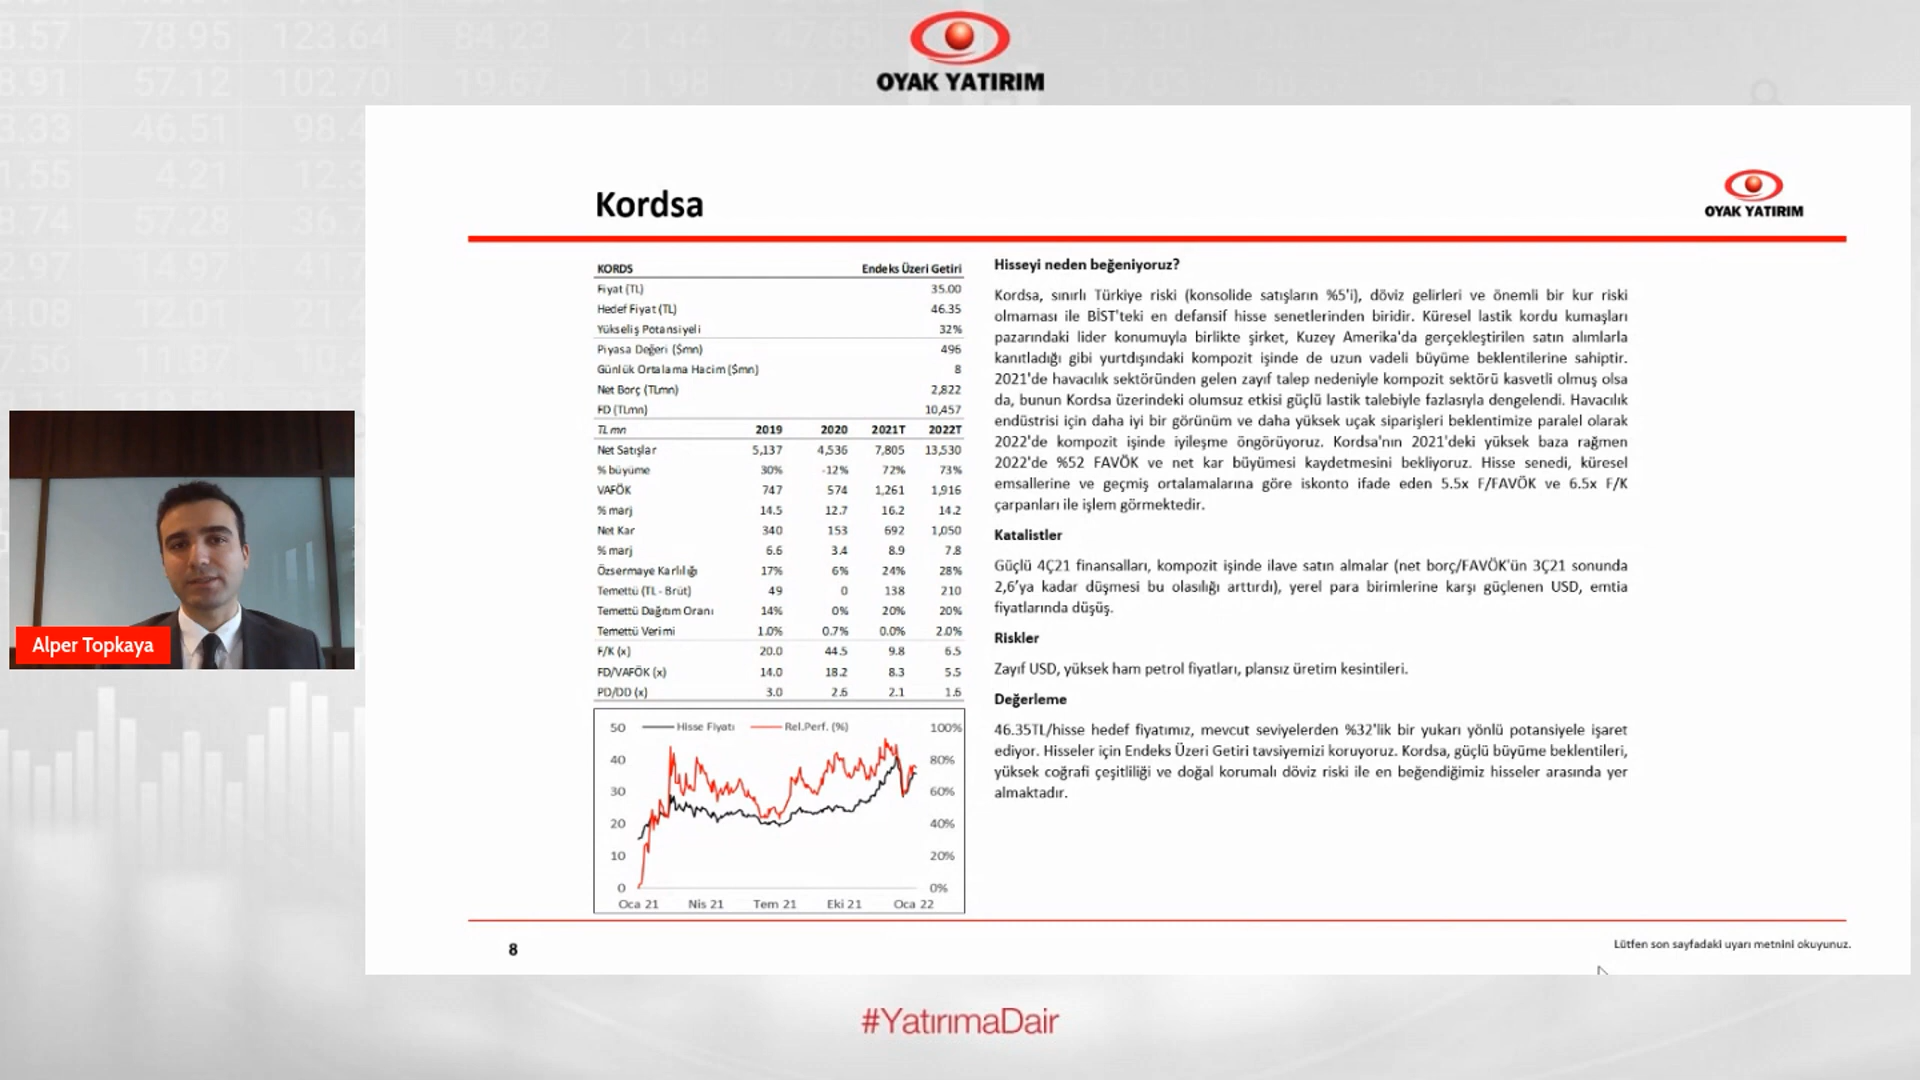 OYAK YATIRIM
Kordsa
OYAK YATIRIM
KORDS Endeks Üzeri Getiri
Fiyat (TL) 35.00
Hedef Fiyat (TL) 46.35
Yükseliş Potansiyeli 32%
Piyasa Değeri ($mn) 496
Günlük Ortalama Hacim ($mn) 8
Net Borç (TLmn) 2,822
FD (TLmn) 10,457
TL mn 2019 2020 2021T 2022T
Net Satışlar 5,137 4,536 7,805 13,530
% büyüme 30% -12% 72% 73%
VAFÖK 747 574 1,261 1,916
% marj 14.5 12.7 16.2 14.2
Net Kar 340 153 692 1,050
% marj 6.6 3.4 8.9 7.8
Özsermaye Karlılığı 17% 6% 24% 28%
Temettü (TL - Brüt) 49 0 138 210
Temettü Dağıtım Oranı 14% 0% 20% 20%
Temettü Verimi 1.0% 0.7% 0.0% 2.0%
F/K (x) 20.0 44.5 9.8 6.5
FD/VAFÖK (x) 14.0 18.2 8.3 5.5
PD/DD (x) 3.0 2.6 2.1 1.6
50 Hisse Fiyatı Rel.Perf. (%) 100%
40 80%
30 60%
20 40%
10 20%
0 0%
Oca 21 Nis 21 Tem 21 Eki 21 Oca 22
Hisseyi neden beğeniyoruz?
Kordsa, sınırlı Türkiye riski (konsolide satışların %5'i), döviz gelirleri ve önemli bir kur riski
olmaması ile BİST'teki en defansif hisse senetlerinden biridir. Küresel lastik kordu kumaşları
pazarındaki lider konumuyla birlikte şirket, Kuzey Amerika'da gerçekleştirilen satın alımlarla
kanıtladığı gibi yurtdışındaki kompozit işinde de uzun vadeli büyüme beklentilerine sahiptir.
2021'de havacılık sektöründen gelen zayıf talep nedeniyle kompozit sektörü kasvetli olmuş olsa
da, bunun Kordsa üzerindeki olumsuz etkisi güçlü lastik talebiyle fazlasıyla dengelendi. Havacılık
endüstrisi için daha iyi bir görünüm ve daha yüksek uçak siparişleri beklentimize paralel olarak
2022'de kompozit işinde iyileşme öngörüyoruz. Kordsa'nın 2021'deki yüksek baza rağmen
2022'de %52 FAVÖK ve net kar büyümesi kaydetmesini bekliyoruz. Hisse senedi, küresel
emsallerine ve geçmiş ortalamalarına göre iskonto ifade eden 5.5x F/FAVÖK ve 6.5x F/K
çarpanları ile işlem görmektedir.
Katalistler
Güçlü 4Ç21 finansalları, kompozit işinde ilave satın almalar (net borç/FAVÖK'ün 3Ç21 sonunda
2,6'ya kadar düşmesi bu olasılığı arttırdı), yerel para birimlerine karşı güçlenen USD, emtia
fiyatlarında düşüş.
Riskler
Zayıf USD, yüksek ham petrol fiyatları, plansız üretim kesintileri.
Değerleme
46.35TL/hisse hedef fiyatımız, mevcut seviyelerden %32'lik bir yukarı yönlü potansiyele işaret
ediyor. Hisseler için Endeks Üzeri Getiri tavsiyemizi koruyoruz. Kordsa, güçlü büyüme beklentileri,
yüksek coğrafi çeşitliliği ve doğal korumalı döviz riski ile en beğendiğimiz hisseler arasında yer
almaktadır.
Alper Topkaya
8
Lütfen son sayfadaki uyarı metnini okuyunuz.
#YatırımaDair